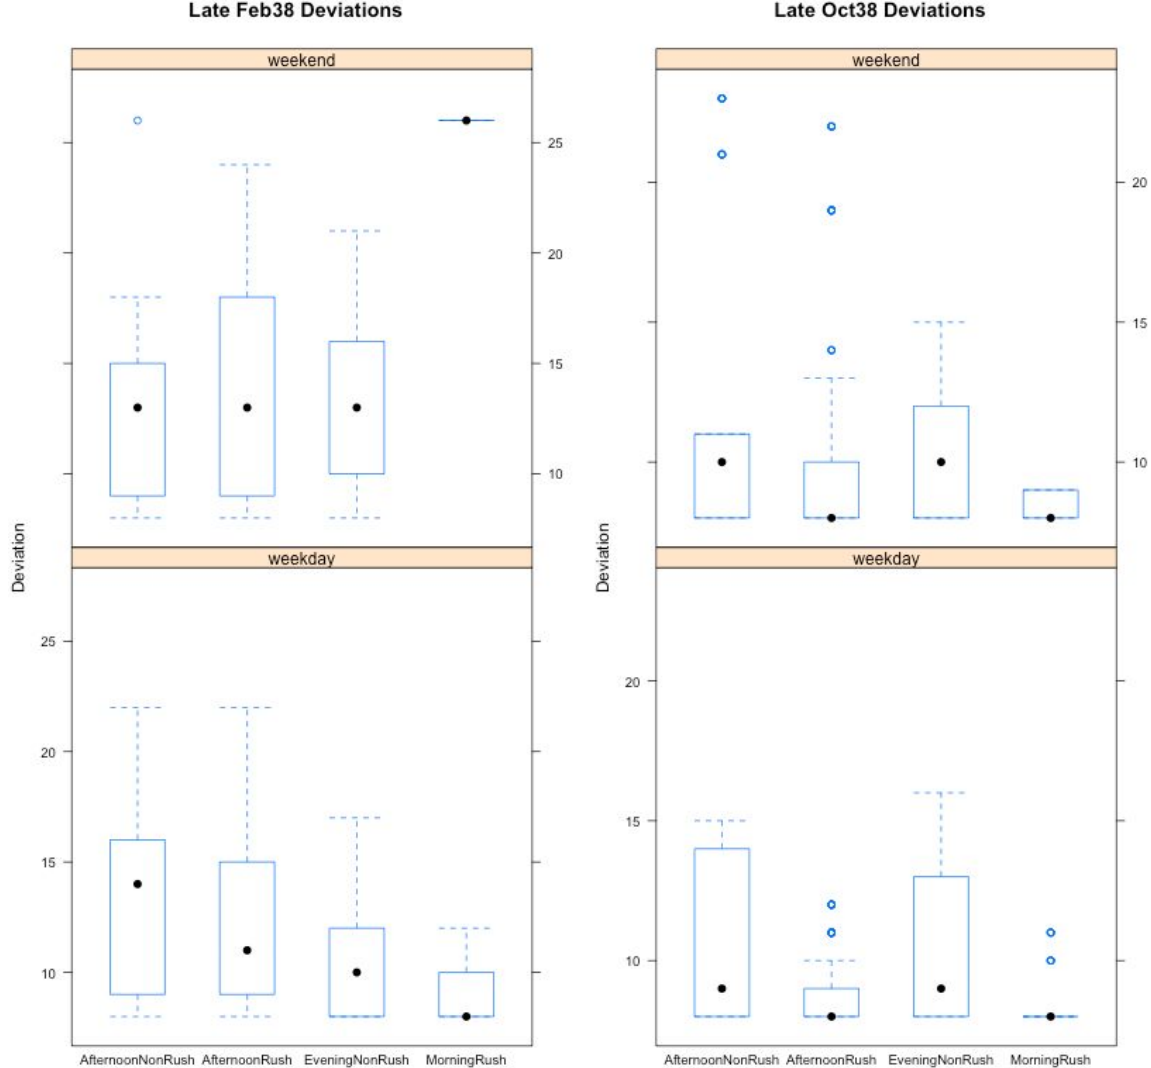 Late Feb38 Deviations
weekend
25
20
15
10
Deviation
weekday
25
20
15
10
AfternoonNonRush AfternoonRush EveningNonRush MorningRush
Late Oct38 Deviations
weekend
20
15
10
Deviation
weekday
20
15
10
AfternoonNonRush AfternoonRush EveningNonRush MorningRush